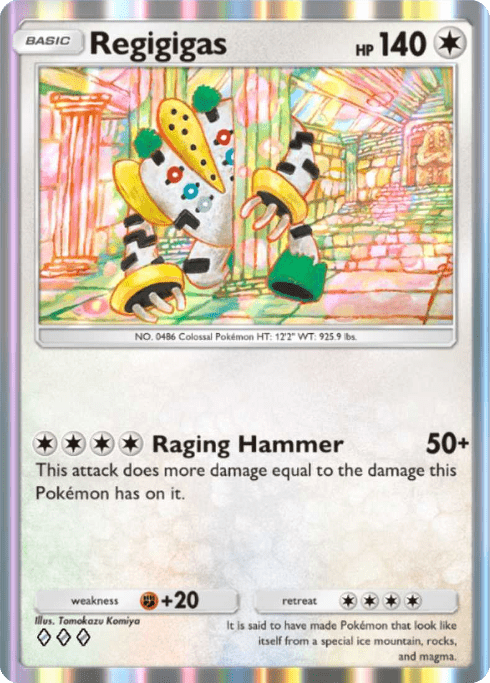 BASIC Regigigas HP 140
NO. 0486 Colossal Pokémon HT: 12'2" WT: 925.9 lbs.
Raging Hammer 50+
This attack does more damage equal to the damage this
Pokémon has on it.
weakness +20 retreat
Illus. Tomokazu Komiya
It is said to have made Pokémon that look like
itself from a special ice mountain, rocks,
and magma.